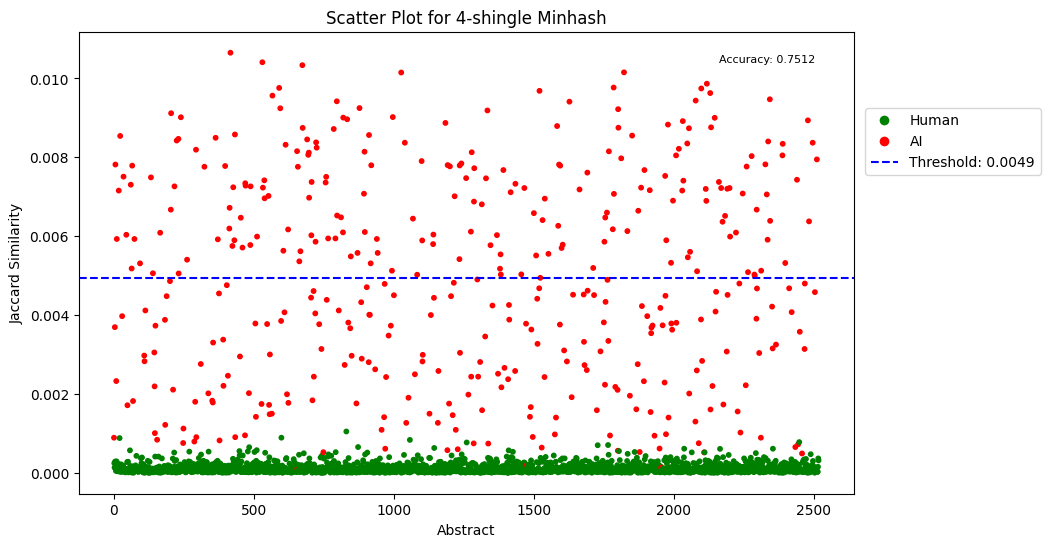 Scatter Plot for 4-shingle Minhash
Accuracy: 0.7512
Human
AI
Threshold: 0.0049
Jaccard Similarity
0.010
0.008
0.006
0.004
0.002
0.000
0
500
1000
1500
2000
2500
Abstract